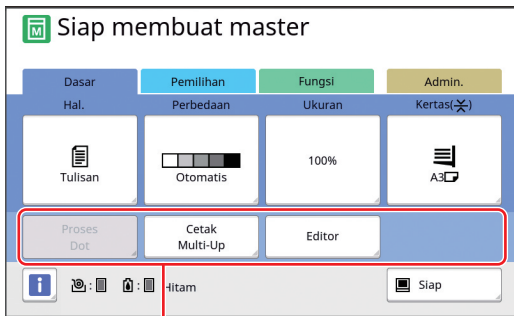 M
Siap membuat master
Dasar
Pemilihan
Fungsi
Admin.
Hal.
Perbedaan
Ukuran
Kertas( )
Tulisan
Otomatis
100%
A3
Proses
Dot
Cetak
Multi-Up
Editor
i
: :
Hitam
Siap